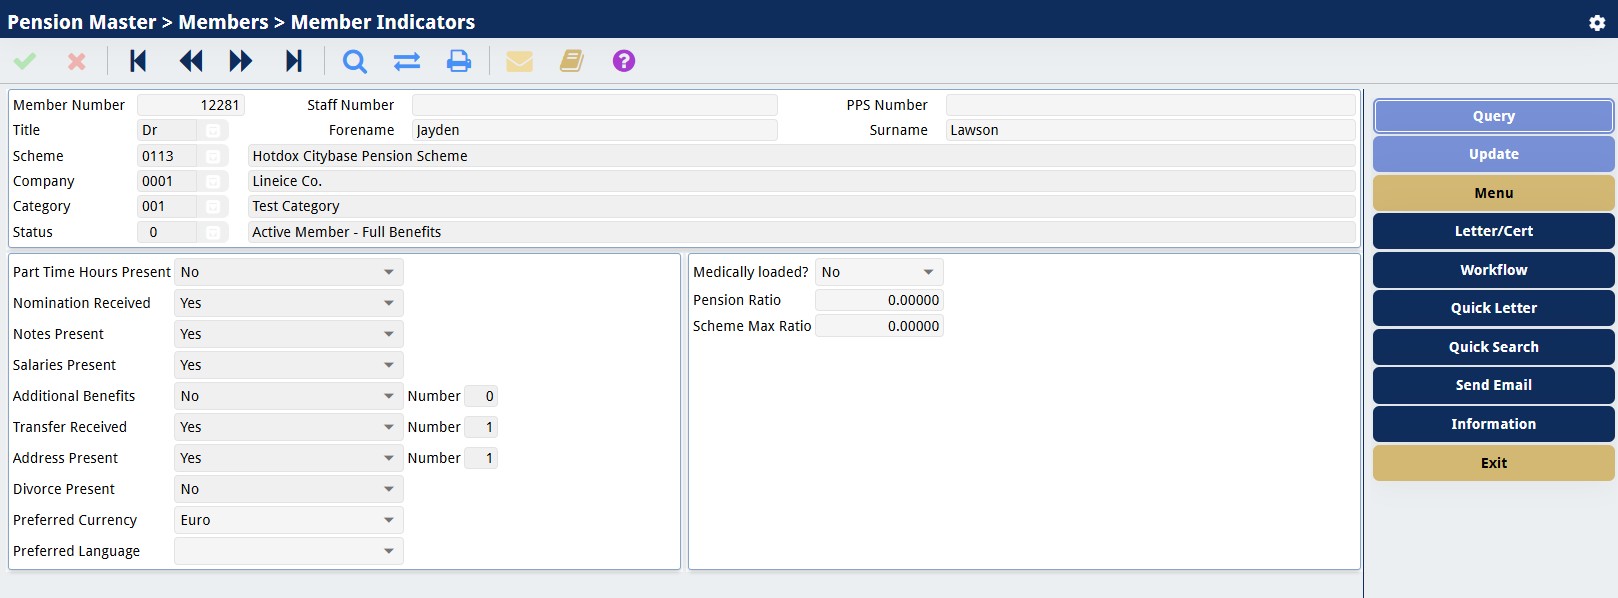 Pension Master > Members > Member Indicators
?
Member Number 12281 Staff Number PPS Number
Title Dr Forename Jayden Surname Lawson
Scheme 0113 Hotdox Citybase Pension Scheme
Company 0001 Lineice Co.
Category 001 Test Category
Status 0 Active Member - Full Benefits
Part Time Hours Present No
Nomination Received Yes
Notes Present Yes
Salaries Present Yes
Additional Benefits No Number 0
Transfer Received Yes Number 1
Address Present Yes Number 1
Divorce Present No
Preferred Currency Euro
Preferred Language
Medically loaded? No
Pension Ratio 0.00000
Scheme Max Ratio 0.00000
Query
Update
Menu
Letter/Cert
Workflow
Quick Letter
Quick Search
Send Email
Information
Exit